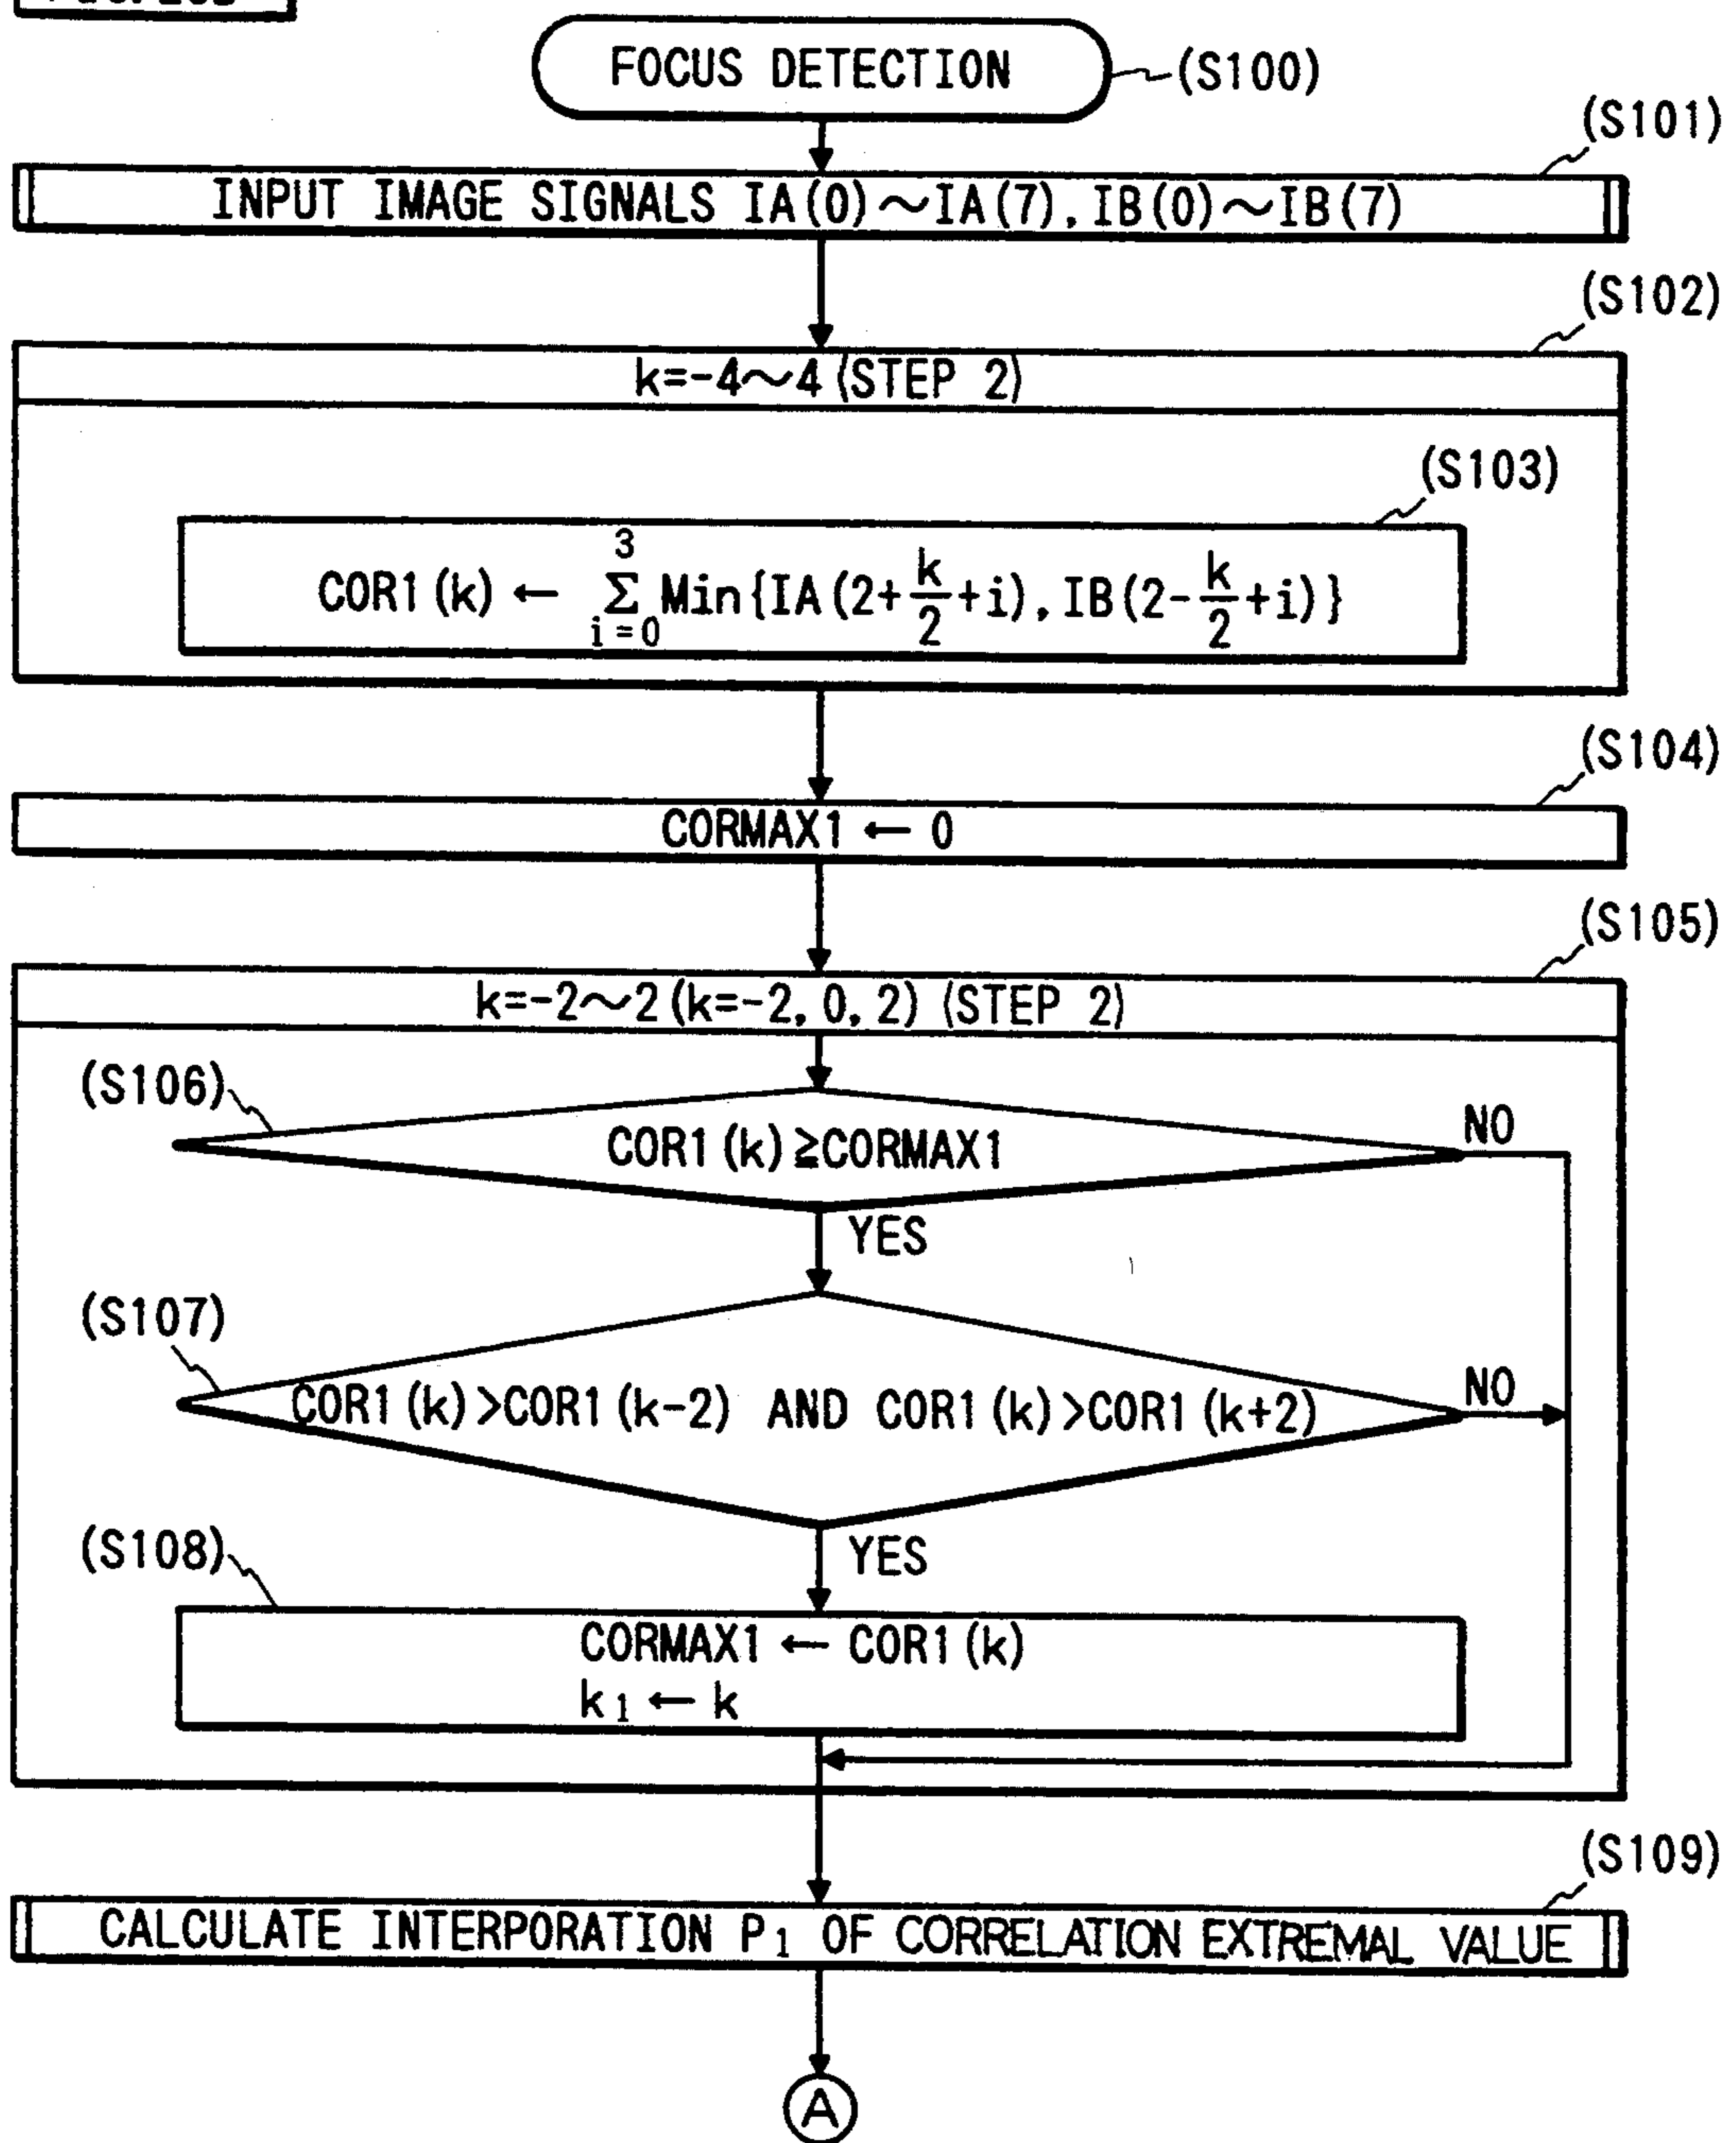 FOCUS DETECTION
(S100)
(S101)
INPUT IMAGE SIGNALS IA(0)～IA(7), IB(0)～IB(7)
(S102)
k=-4～4 (STEP 2)
(S103)
COR1(k) ← 3 Σ i=0 Min{IA(2+k/2+i), IB(2-k/2+i)}
(S104)
CORMAX1 ← 0
(S105)
k=-2～2 (k=-2, 0, 2) (STEP 2)
(S106)
COR1(k)≧CORMAX1
NO
YES
(S107)
COR1(k)>COR1(k-2) AND COR1(k)>COR1(k+2)
NO
YES
(S108)
CORMAX1 ← COR1(k)
k₁ ← k
(S109)
CALCULATE INTERPORATION P₁ OF CORRELATION EXTREMAL VALUE
A